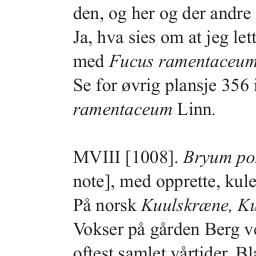 den, og her og der andre
Ja, hva sies om at jeg lett
med Fucus ramentaceum
Se for øvrig plansje 356 i
ramentaceum Linn.
MVIII [1008]. Bryum po
note], med opprette, kule
På norsk Kuulskræne, Ku
Vokser på gården Berg ve
oftest samlet vårtider. Bl